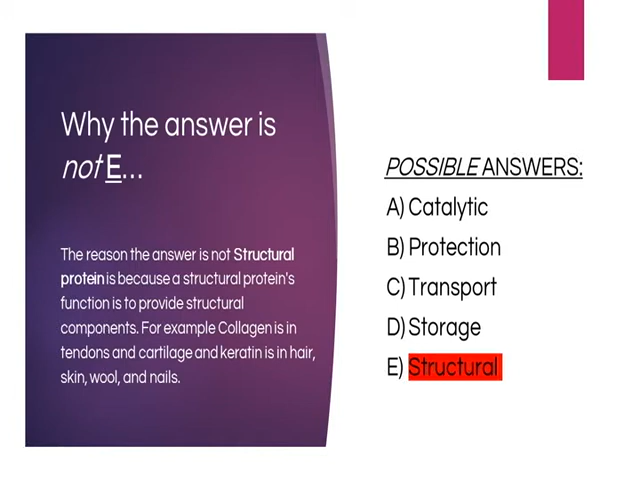 Why the answer is
not E...
The reason the answer is not Structural
protein is because a structural protein's
function is to provide structural
components. For example Collagen is in
tendons and cartilage and keratin is in hair,
skin, wool, and nails.
POSSIBLE ANSWERS:
A) Catalytic
B) Protection
C) Transport
D) Storage
E) Structural